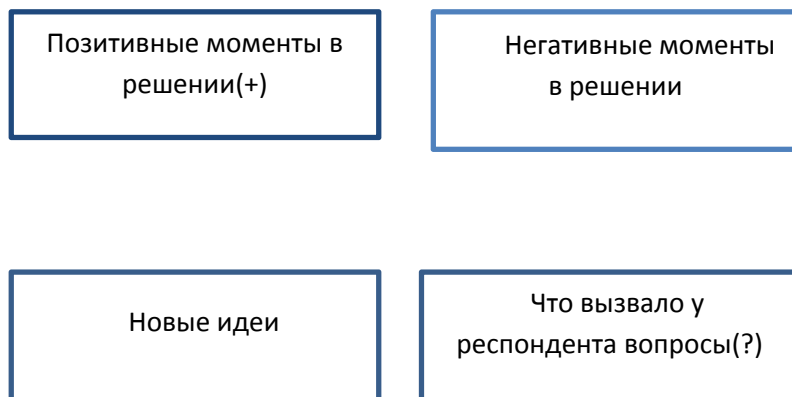 Позитивные моменты в
решении(+)
Негативные моменты
в решении
Новые идеи
Что вызвало у
респондента вопросы(?)